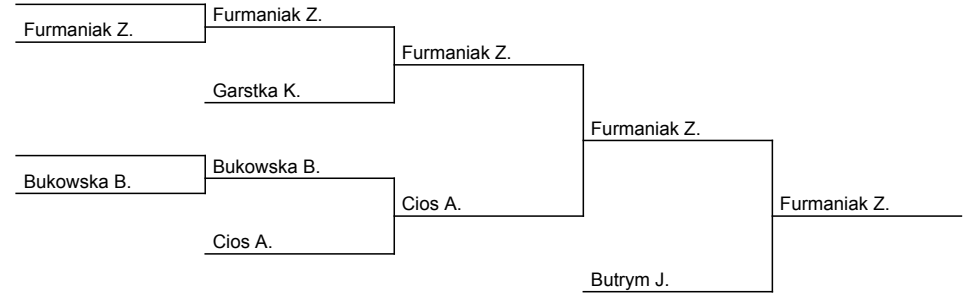 Furmaniak Z.
Furmaniak Z.
Furmaniak Z.
Garstka K.
Furmaniak Z.
Bukowska B.
Bukowska B.
Cios A.
Furmaniak Z.
Cios A.
Butrym J.